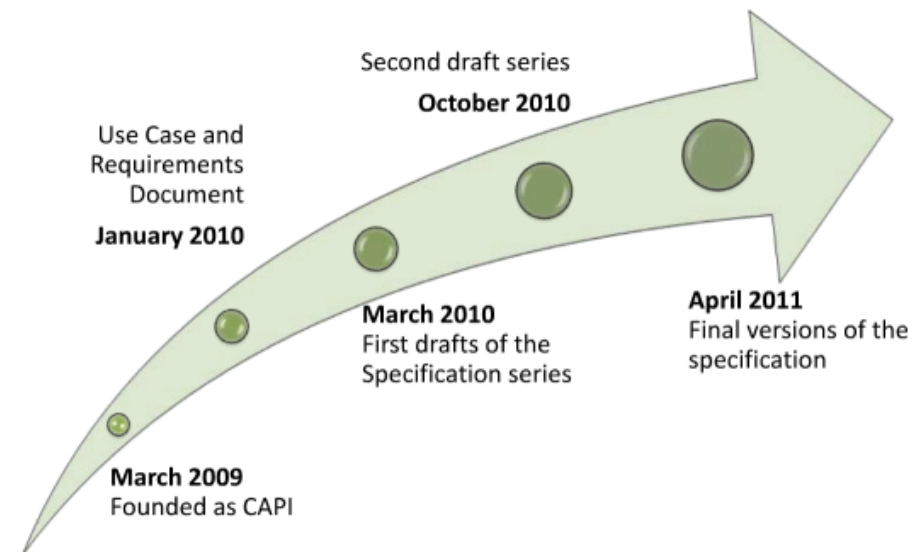 Second draft series
October 2010
Use Case and
Requirements
Document
January 2010
March 2010
First drafts of the
Specification series
April 2011
Final versions of the
specification
March 2009
Founded as CAPI